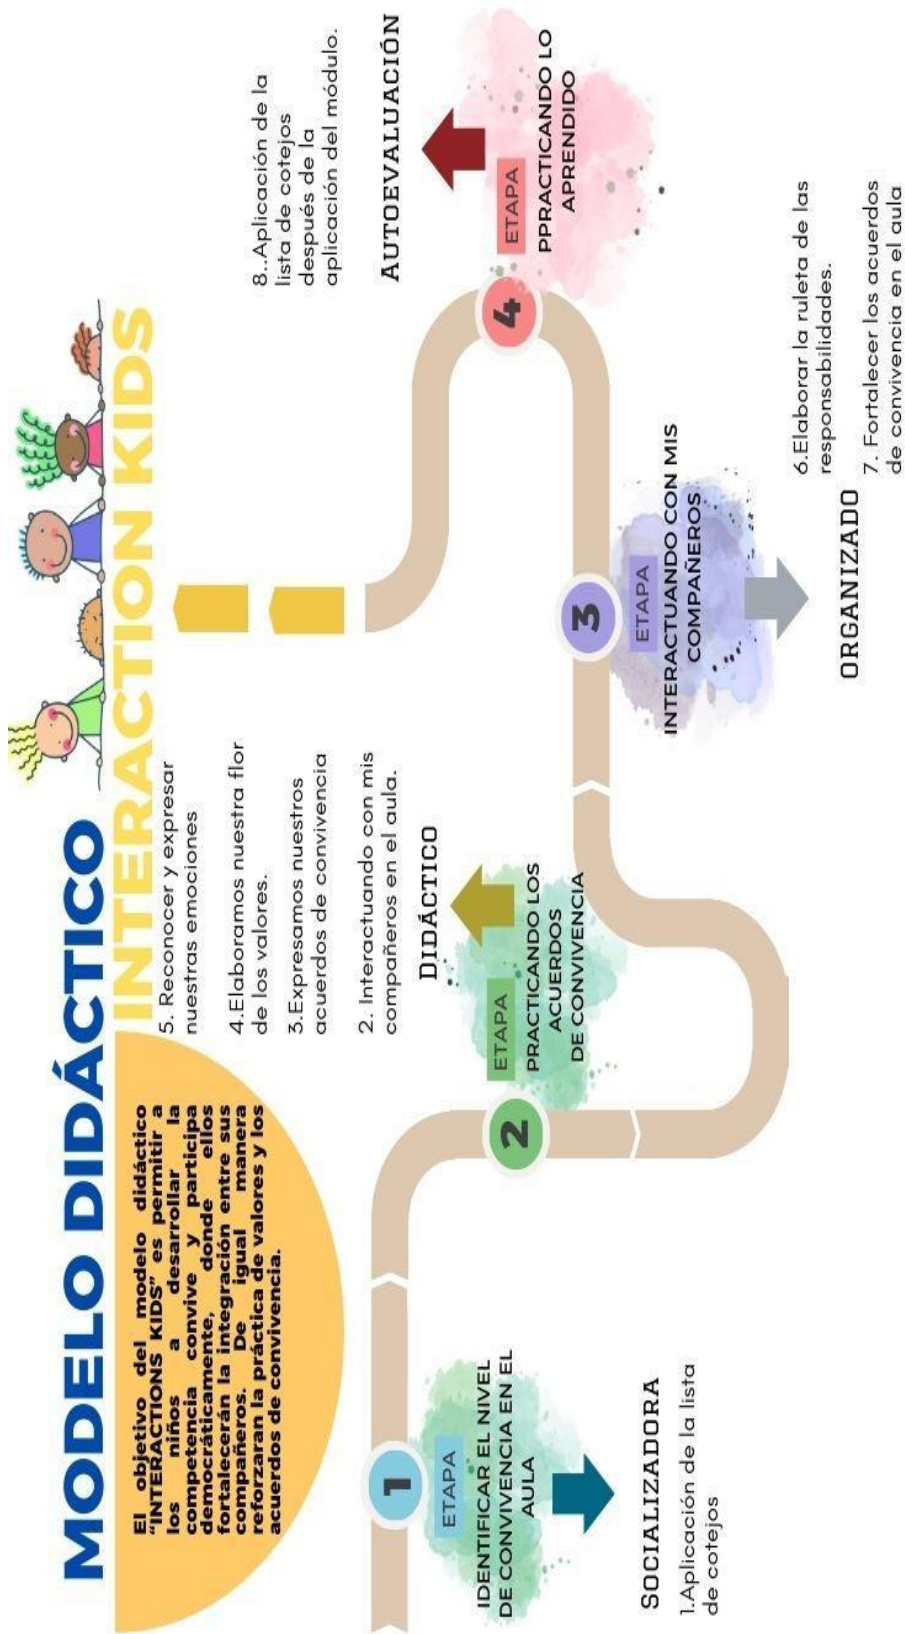 MODELO DIDÁCTICO
INTERACTION KIDS
El objetivo del modelo didáctico
"INTERACTIONS KIDS" es permitir a
los niños a desarrollar la
competencia convive y participa
democráticamente, donde ellos
fortalecerán la integración entre sus
compañeros. De igual manera
reforzaran la práctica de valores y los
acuerdos de convivencia.
1
ETAPA
IDENTIFICAR EL NIVEL
DE CONVIVENCIA EN EL
AULA
SOCIALIZADORA
1.Aplicación de la lista
de cotejos
5. Reconocer y expresar
nuestras emociones
4.Elaboramos nuestra flor
de los valores.
3.Expresamos nuestros
acuerdos de convivencia
2. Interactuando con mis
compañeros en el aula.
DIDÁCTICO
2
ETAPA
PRACTICANDO LOS
ACUERDOS
DE CONVIVENCIA
3
ETAPA
INTERACTUANDO CON MIS
COMPAÑEROS
ORGANIZADO
6.Elaborar la ruleta de las
responsabilidades.
7. Fortalecer los acuerdos
de convivencia en el aula
8..Aplicación de la
lista de cotejos
después de la
aplicación del módulo.
AUTOEVALUACIÓN
4
ETAPA
PPRACTICANDO LO
APRENDIDO